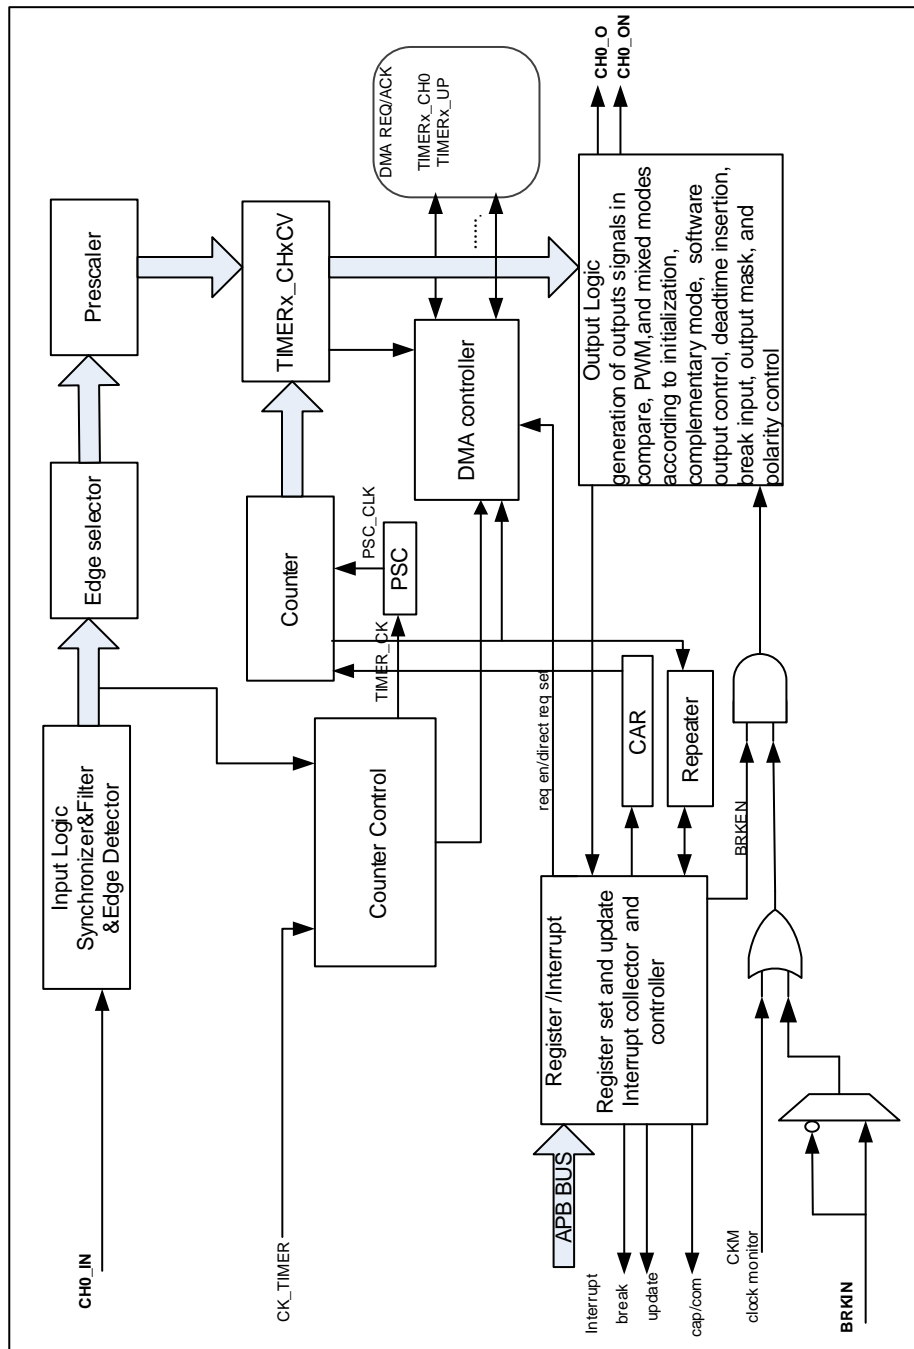 CH0_IN
Input Logic
Synchronizer&Filter
&Edge Detector
Edge selector
Prescaler
CK_TIMER
Counter Control
TIMER_CK
PSC
PSC_CLK
Counter
TIMERx_CHxCV
DMA REQ/ACK
TIMERx_CH0
TIMERx_UP
.......
DMA controller
req en/direct req set
CAR
Repeater
APB BUS
Register /Interrupt
Register set and update
Interrupt collector and
controller
Interrupt
break
update
cap/com
BRKEN
CKM
clock monitor
BRKIN
Output Logic
generation of outputs signals in
compare, PWM,and mixed modes
according to initialization,
complementary mode, software
output control, deadtime insertion,
break input, output mask, and
polarity control
CH0_O
CH0_ON